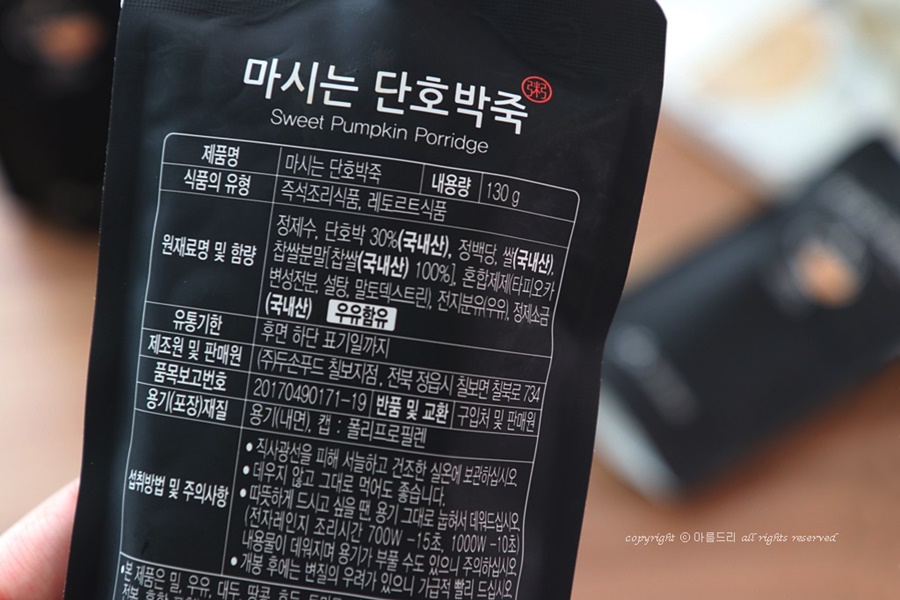 마시는 단호박죽 粥
Sweet Pumpkin Porridge
제품명 마시는 단호박죽 내용량 130 g
식품의 유형 즉석조리식품, 레토르트식품
원재료명 및 함량 정제수, 단호박 30%(국내산), 정백당, 쌀(국내산),
찹쌀분말[찹쌀(국내산) 100%], 혼합제제(타피오카
변성전분, 설탕, 말토덱스트린), 전지분유(우유), 정제소금
(국내산) 우유함유
유통기한 후면 하단 표기일까지
제조원 및 판매원 (주)두손푸드 칠보지점, 전북 정읍시 칠보면 칠북로 734
품목보고번호 20170490171-19 반품 및 교환 구입처 및 판매원
용기(포장)재질 용기(내면), 캡 : 폴리프로필렌
섭취방법 및 주의사항
• 직사광선을 피해 서늘하고 건조한 실온에 보관하십시오
• 데우지 않고 그대로 먹어도 좋습니다.
• 따뜻하게 드시고 싶을 땐, 용기 그대로 눕혀서 데워드십시오
(전자레인지 조리시간 700W -15초, 1000W -10초)
내용물이 데워지며 용기가 부풀 수도 있으니 주의하십시오
• 개봉 후에는 변질의 우려가 있으니 가급적 빨리 드십시오
•본 제품은 밀, 우유, 대두, 땅콩, 호두,
copyright ⓒ 아름드리 all rights reserved